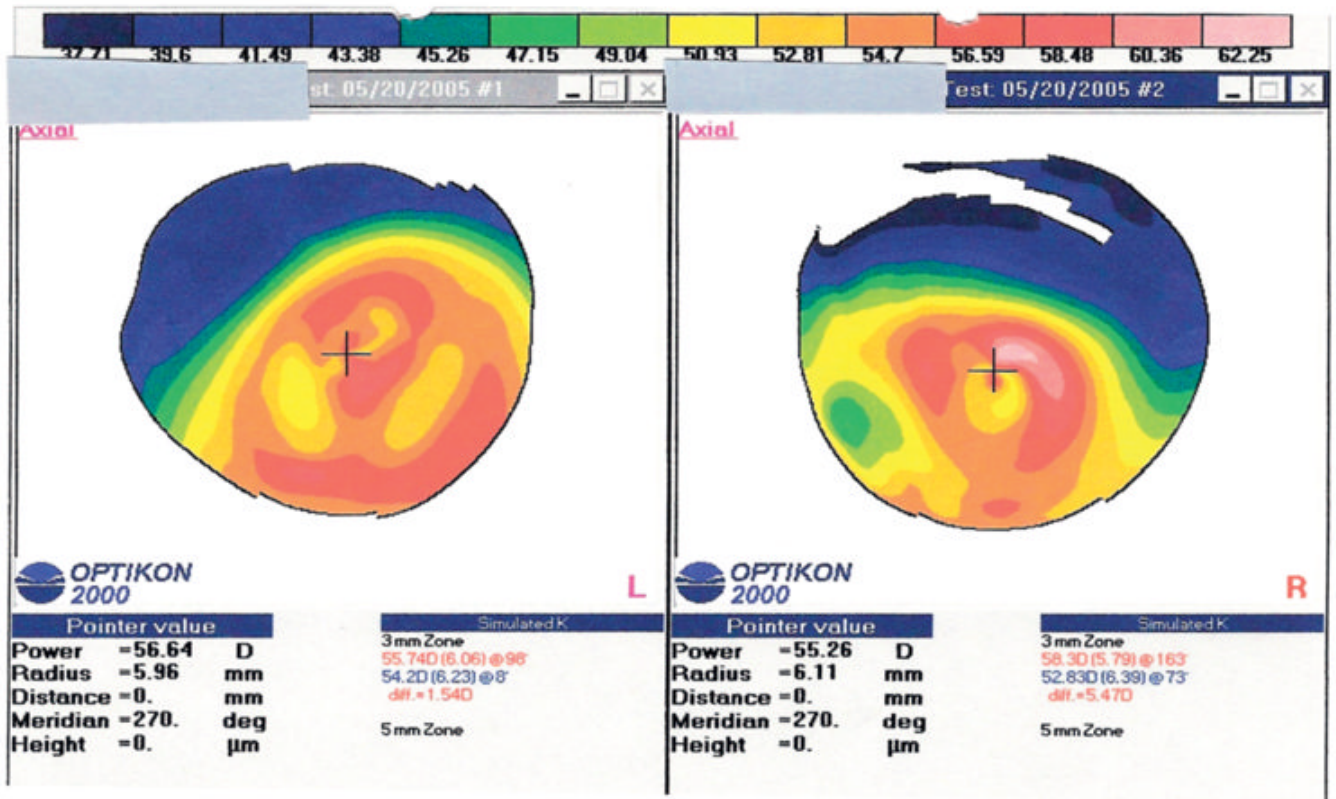 37.71 39.6 41.49 43.38 45.26 47.15 49.04 50.93 52.81 54.7 56.59 58.48 60.36 62.25
st 05/20/2005 #1
Axial
OPTIKON
2000
L
Pointer value
Power =56.64 D
Radius =5.96 mm
Distance =0. mm
Meridian =270. deg
Height =0. µm
Simulated K
3 mm Zone
55.74D (6.06) @ 98°
54.2D (6.23) @ 8°
diff.=1.54D
5 mm Zone
Test 05/20/2005 #2
Axial
OPTIKON
2000
R
Pointer value
Power =55.26 D
Radius =6.11 mm
Distance =0. mm
Meridian =270. deg
Height =0. µm
Simulated K
3 mm Zone
58.3D (5.79) @ 163°
52.83D (6.39) @ 73°
diff.=5.47D
5 mm Zone